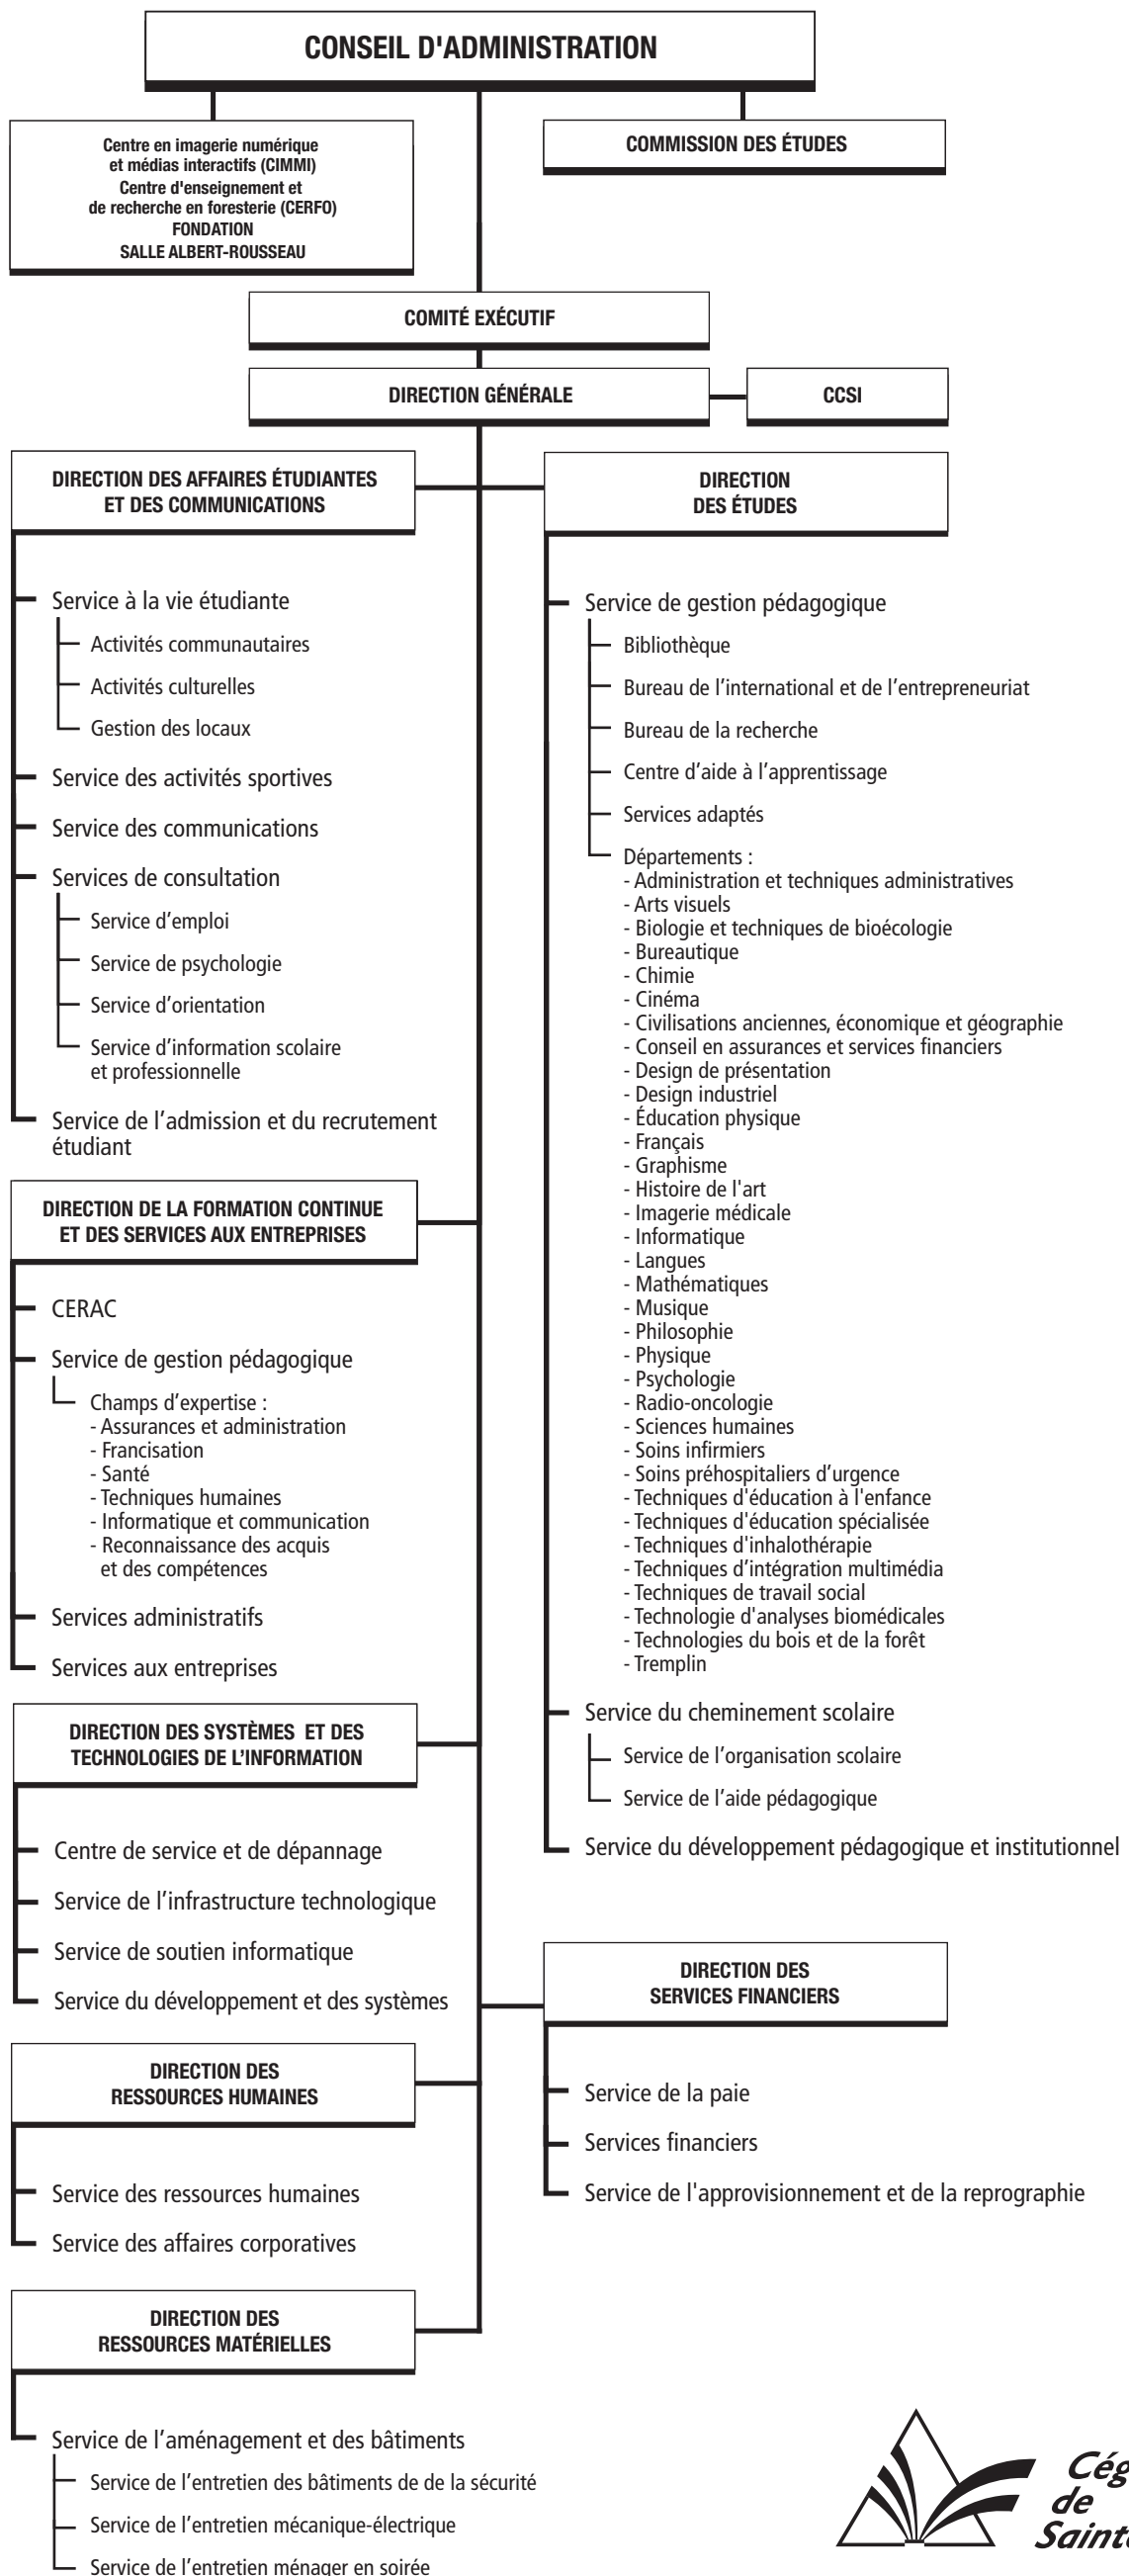 CONSEIL D'ADMINISTRATION
Centre en imagerie numérique
et médias interactifs (CIMMI)
Centre d'enseignement et
de recherche en foresterie (CERFO)
FONDATION
SALLE ALBERT-ROUSSEAU
COMMISSION DES ÉTUDES
COMITÉ EXÉCUTIF
DIRECTION GÉNÉRALE
CCSI
DIRECTION DES AFFAIRES ÉTUDIANTES
ET DES COMMUNICATIONS
Service à la vie étudiante
Activités communautaires
Activités culturelles
Gestion des locaux
Service des activités sportives
Service des communications
Services de consultation
Service d’emploi
Service de psychologie
Service d’orientation
Service d’information scolaire
et professionnelle
Service de l’admission et du recrutement
étudiant
DIRECTION DE LA FORMATION CONTINUE
ET DES SERVICES AUX ENTREPRISES
CERAC
Service de gestion pédagogique
Champs d’expertise :
- Assurances et administration
- Francisation
- Santé
- Techniques humaines
- Informatique et communication
- Reconnaissance des acquis
et des compétences
Services administratifs
Services aux entreprises
DIRECTION DES SYSTÈMES ET DES
TECHNOLOGIES DE L’INFORMATION
Centre de service et de dépannage
Service de l’infrastructure technologique
Service de soutien informatique
Service du développement et des systèmes
DIRECTION DES
RESSOURCES HUMAINES
Service des ressources humaines
Service des affaires corporatives
DIRECTION DES
RESSOURCES MATÉRIELLES
Service de l’aménagement et des bâtiments
Service de l’entretien des bâtiments de de la sécurité
Service de l’entretien mécanique-électrique
Service de l’entretien ménager en soirée
DIRECTION
DES ÉTUDES
Service de gestion pédagogique
Bibliothèque
Bureau de l’international et de l’entrepreneuriat
Bureau de la recherche
Centre d’aide à l’apprentissage
Services adaptés
Départements :
- Administration et techniques administratives
- Arts visuels
- Biologie et techniques de bioécologie
- Bureautique
- Chimie
- Cinéma
- Civilisations anciennes, économique et géographie
- Conseil en assurances et services financiers
- Design de présentation
- Design industriel
- Éducation physique
- Français
- Graphisme
- Histoire de l'art
- Imagerie médicale
- Informatique
- Langues
- Mathématiques
- Musique
- Philosophie
- Physique
- Psychologie
- Radio-oncologie
- Sciences humaines
- Soins infirmiers
- Soins préhospitaliers d’urgence
- Techniques d'éducation à l'enfance
- Techniques d'éducation spécialisée
- Techniques d'inhalothérapie
- Techniques d’intégration multimédia
- Techniques de travail social
- Technologie d'analyses biomédicales
- Technologies du bois et de la forêt
- Tremplin
Service du cheminement scolaire
Service de l’organisation scolaire
Service de l’aide pédagogique
Service du développement pédagogique et institutionnel
DIRECTION DES
SERVICES FINANCIERS
Service de la paie
Services financiers
Service de l'approvisionnement et de la reprographie
de